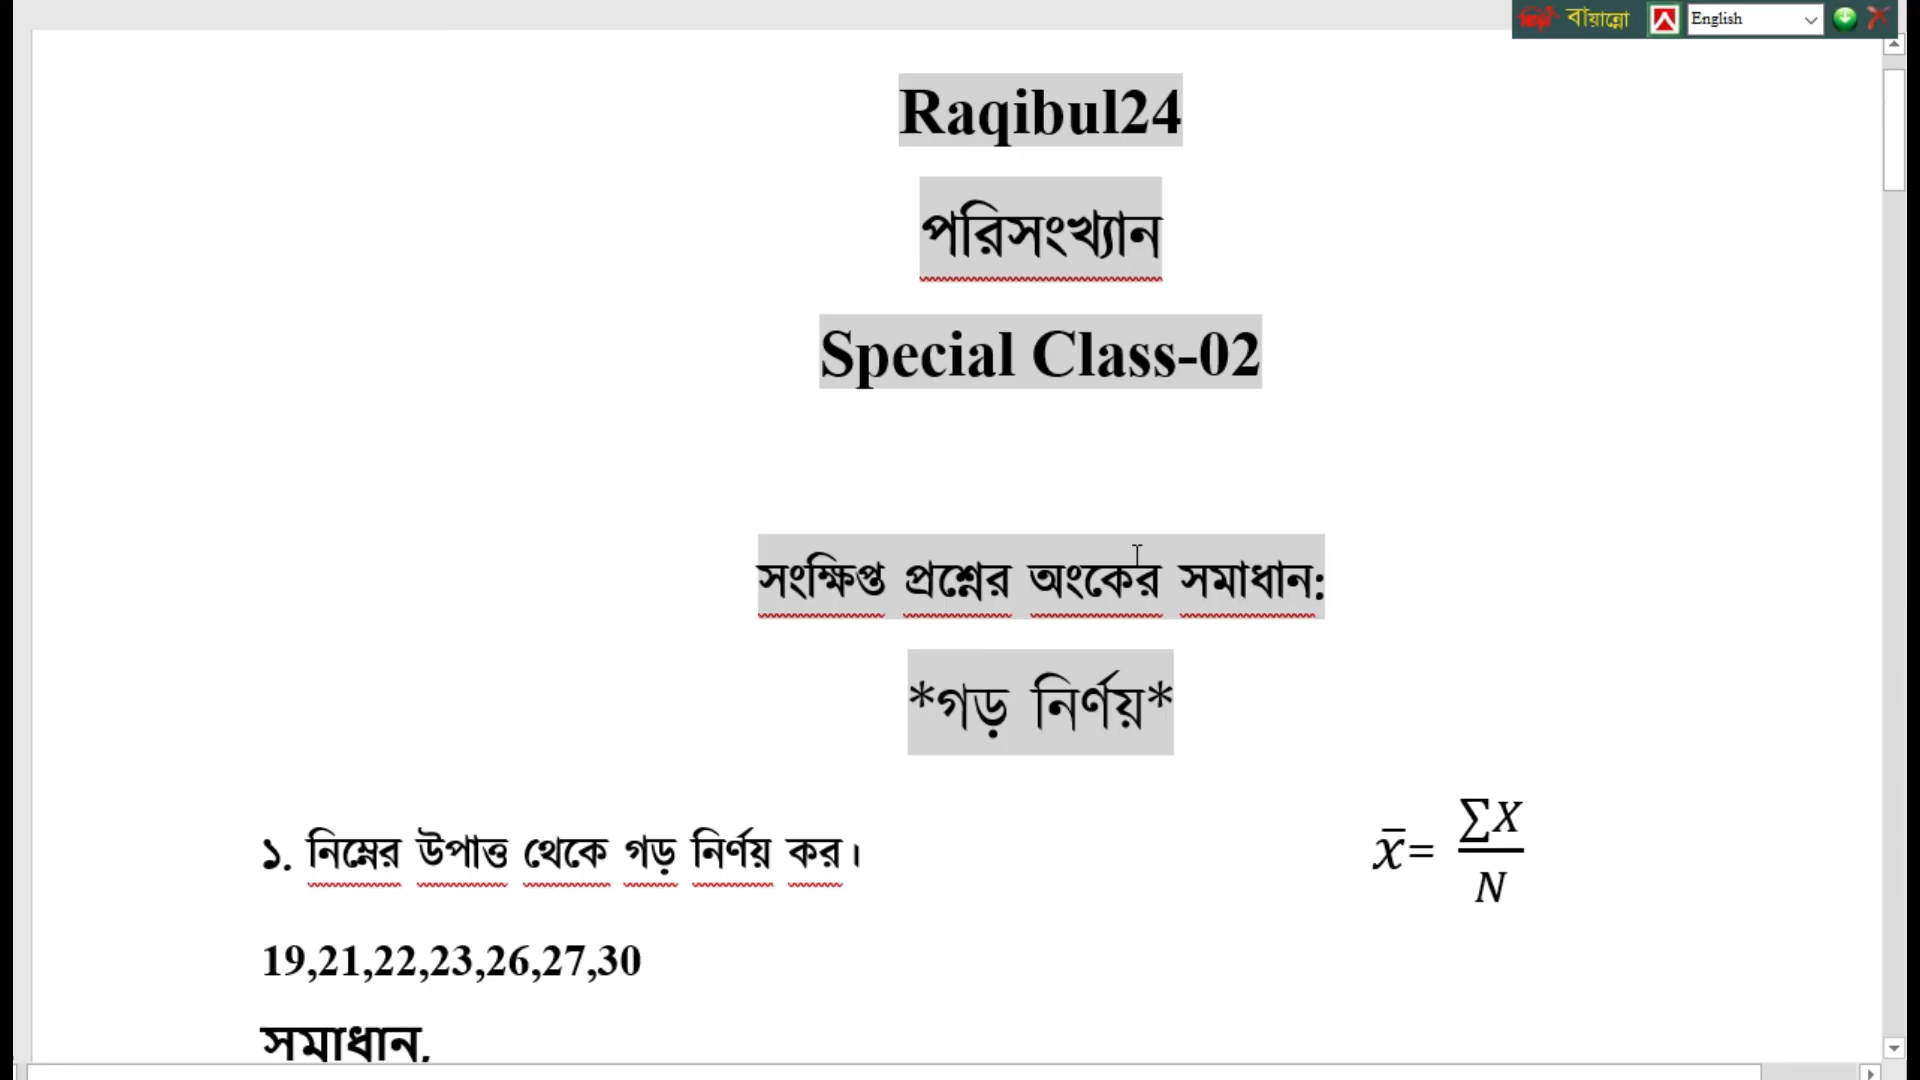 বায়ান্নো English
Raqibul24
পরিসংখ্যান
Special Class-02
সংক্ষিপ্ত প্রশ্নের অংকের সমাধান:
*গড় নির্ণয়*
১. নিম্নের উপাত্ত থেকে গড় নির্ণয় কর। x̄= ∑X/N
19,21,22,23,26,27,30
সমাধান,